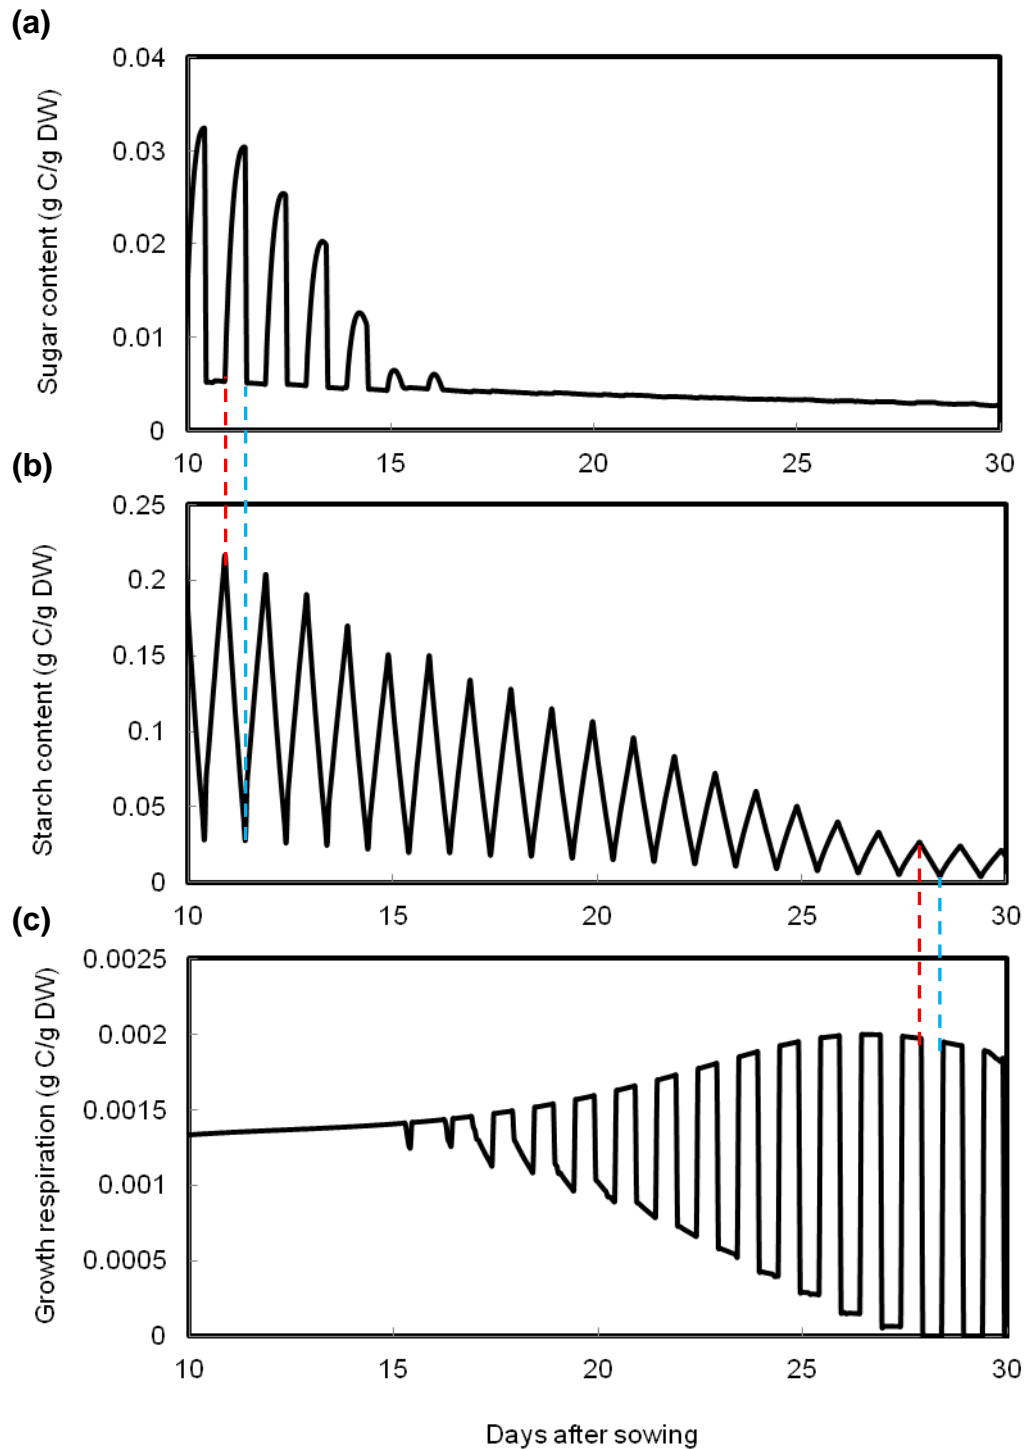 (a)
Sugar content (g C/g DW)
0.04
0.03
0.02
0.01
0
10 15 20 25 30
(b)
Starch content (g C/g DW)
0.25
0.2
0.15
0.1
0.05
0
10 15 20 25 30
(c)
Growth respiration (g C/g DW)
0.0025
0.002
0.0015
0.001
0.0005
0
10 15 20 25 30
Days after sowing